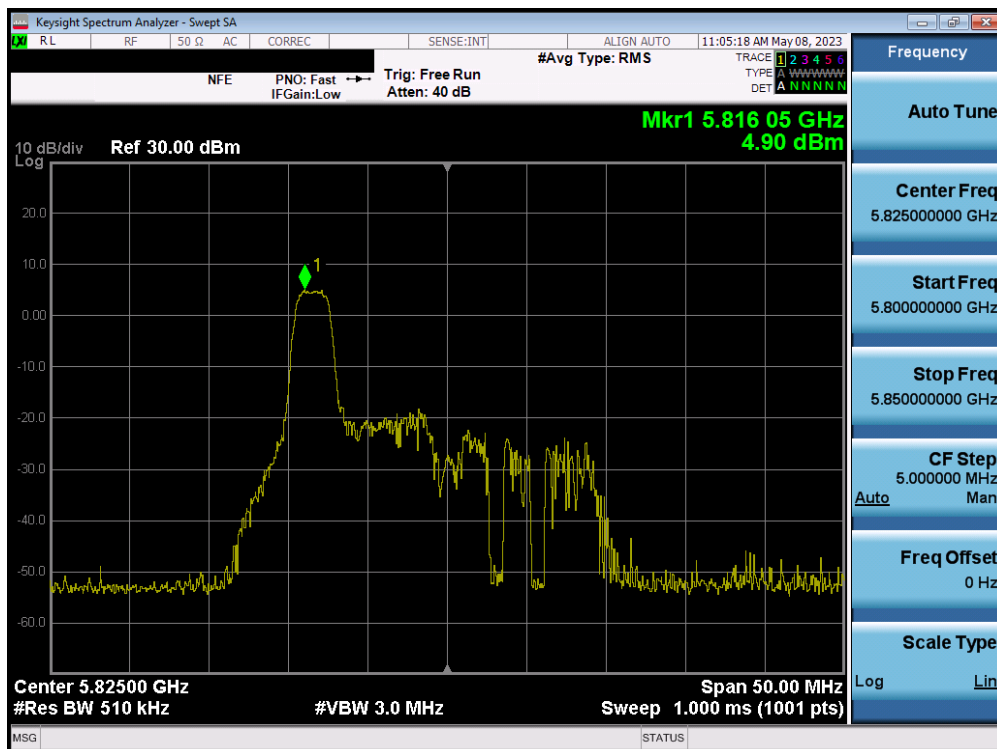 Keysight Spectrum Analyzer - Swept SA
LXI RL RF 50 Ω AC CORREC SENSE:INT ALIGN AUTO 11:05:18 AM May 08, 2023
NFE
PNO: Fast
IFGain:Low
Trig: Free Run
Atten: 40 dB
#Avg Type: RMS
TRACE 1 2 3 4 5 6
TYPE A WWWWW
DET A N N N N N
Mkr1 5.816 05 GHz
4.90 dBm
10 dB/div
Log
Ref 30.00 dBm
20.0
10.0
0.00
-10.0
-20.0
-30.0
-40.0
-50.0
-60.0
1
Center 5.82500 GHz
Span 50.00 MHz
#Res BW 510 kHz
#VBW 3.0 MHz
Sweep 1.000 ms (1001 pts)
MSG
STATUS
Frequency
Auto Tune
Center Freq
5.825000000 GHz
Start Freq
5.800000000 GHz
Stop Freq
5.850000000 GHz
CF Step
5.000000 MHz
Auto Man
Freq Offset
0 Hz
Scale Type
Log Lin